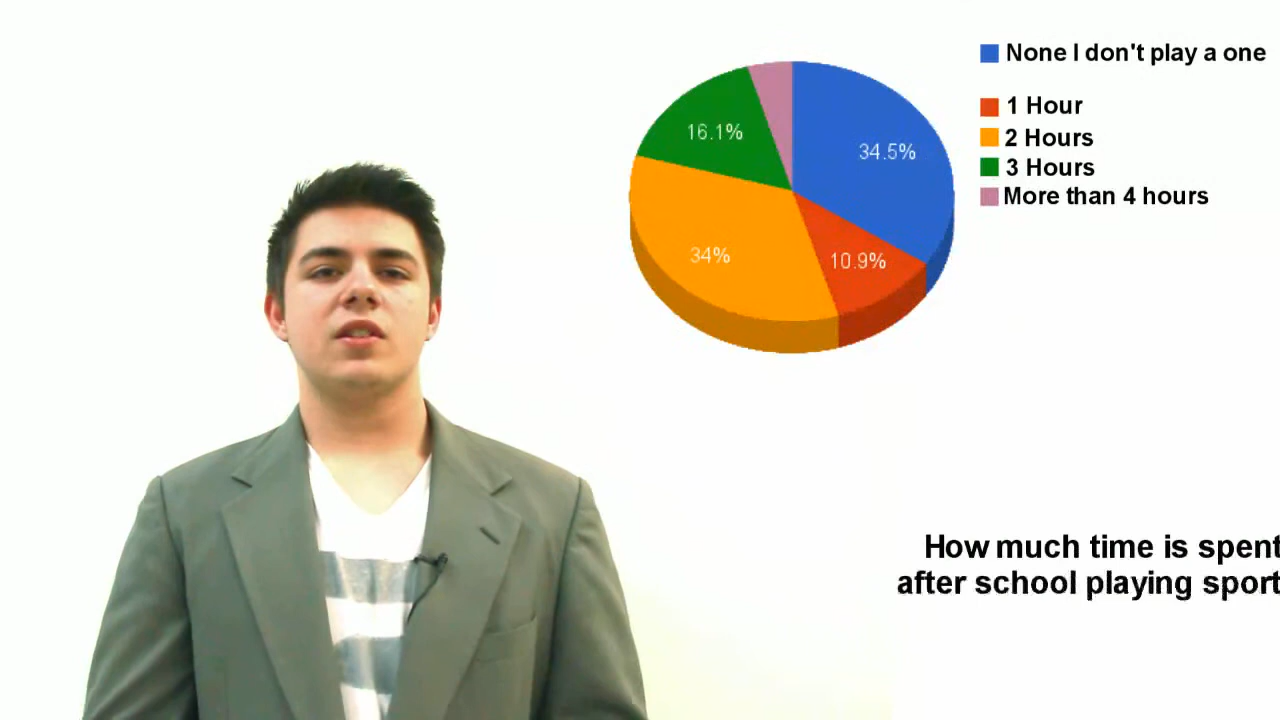 None I don't play a one
1 Hour
2 Hours
3 Hours
More than 4 hours
34.5%
16.1%
34%
10.9%
How much time is spent
after school playing sport